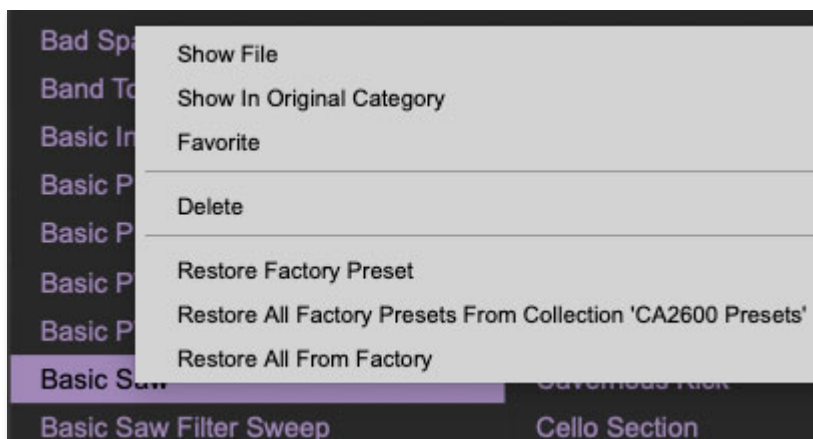 Bad
Show File
Band
Show In Original Category
Basic
Favorite
Basic
Delete
Basic
Basic
Restore Factory Preset
Basic
Restore All Factory Presets From Collection 'CA2600 Presets'
Basic Saw
Restore All From Factory
Basic Saw Filter Sweep
Cello Section